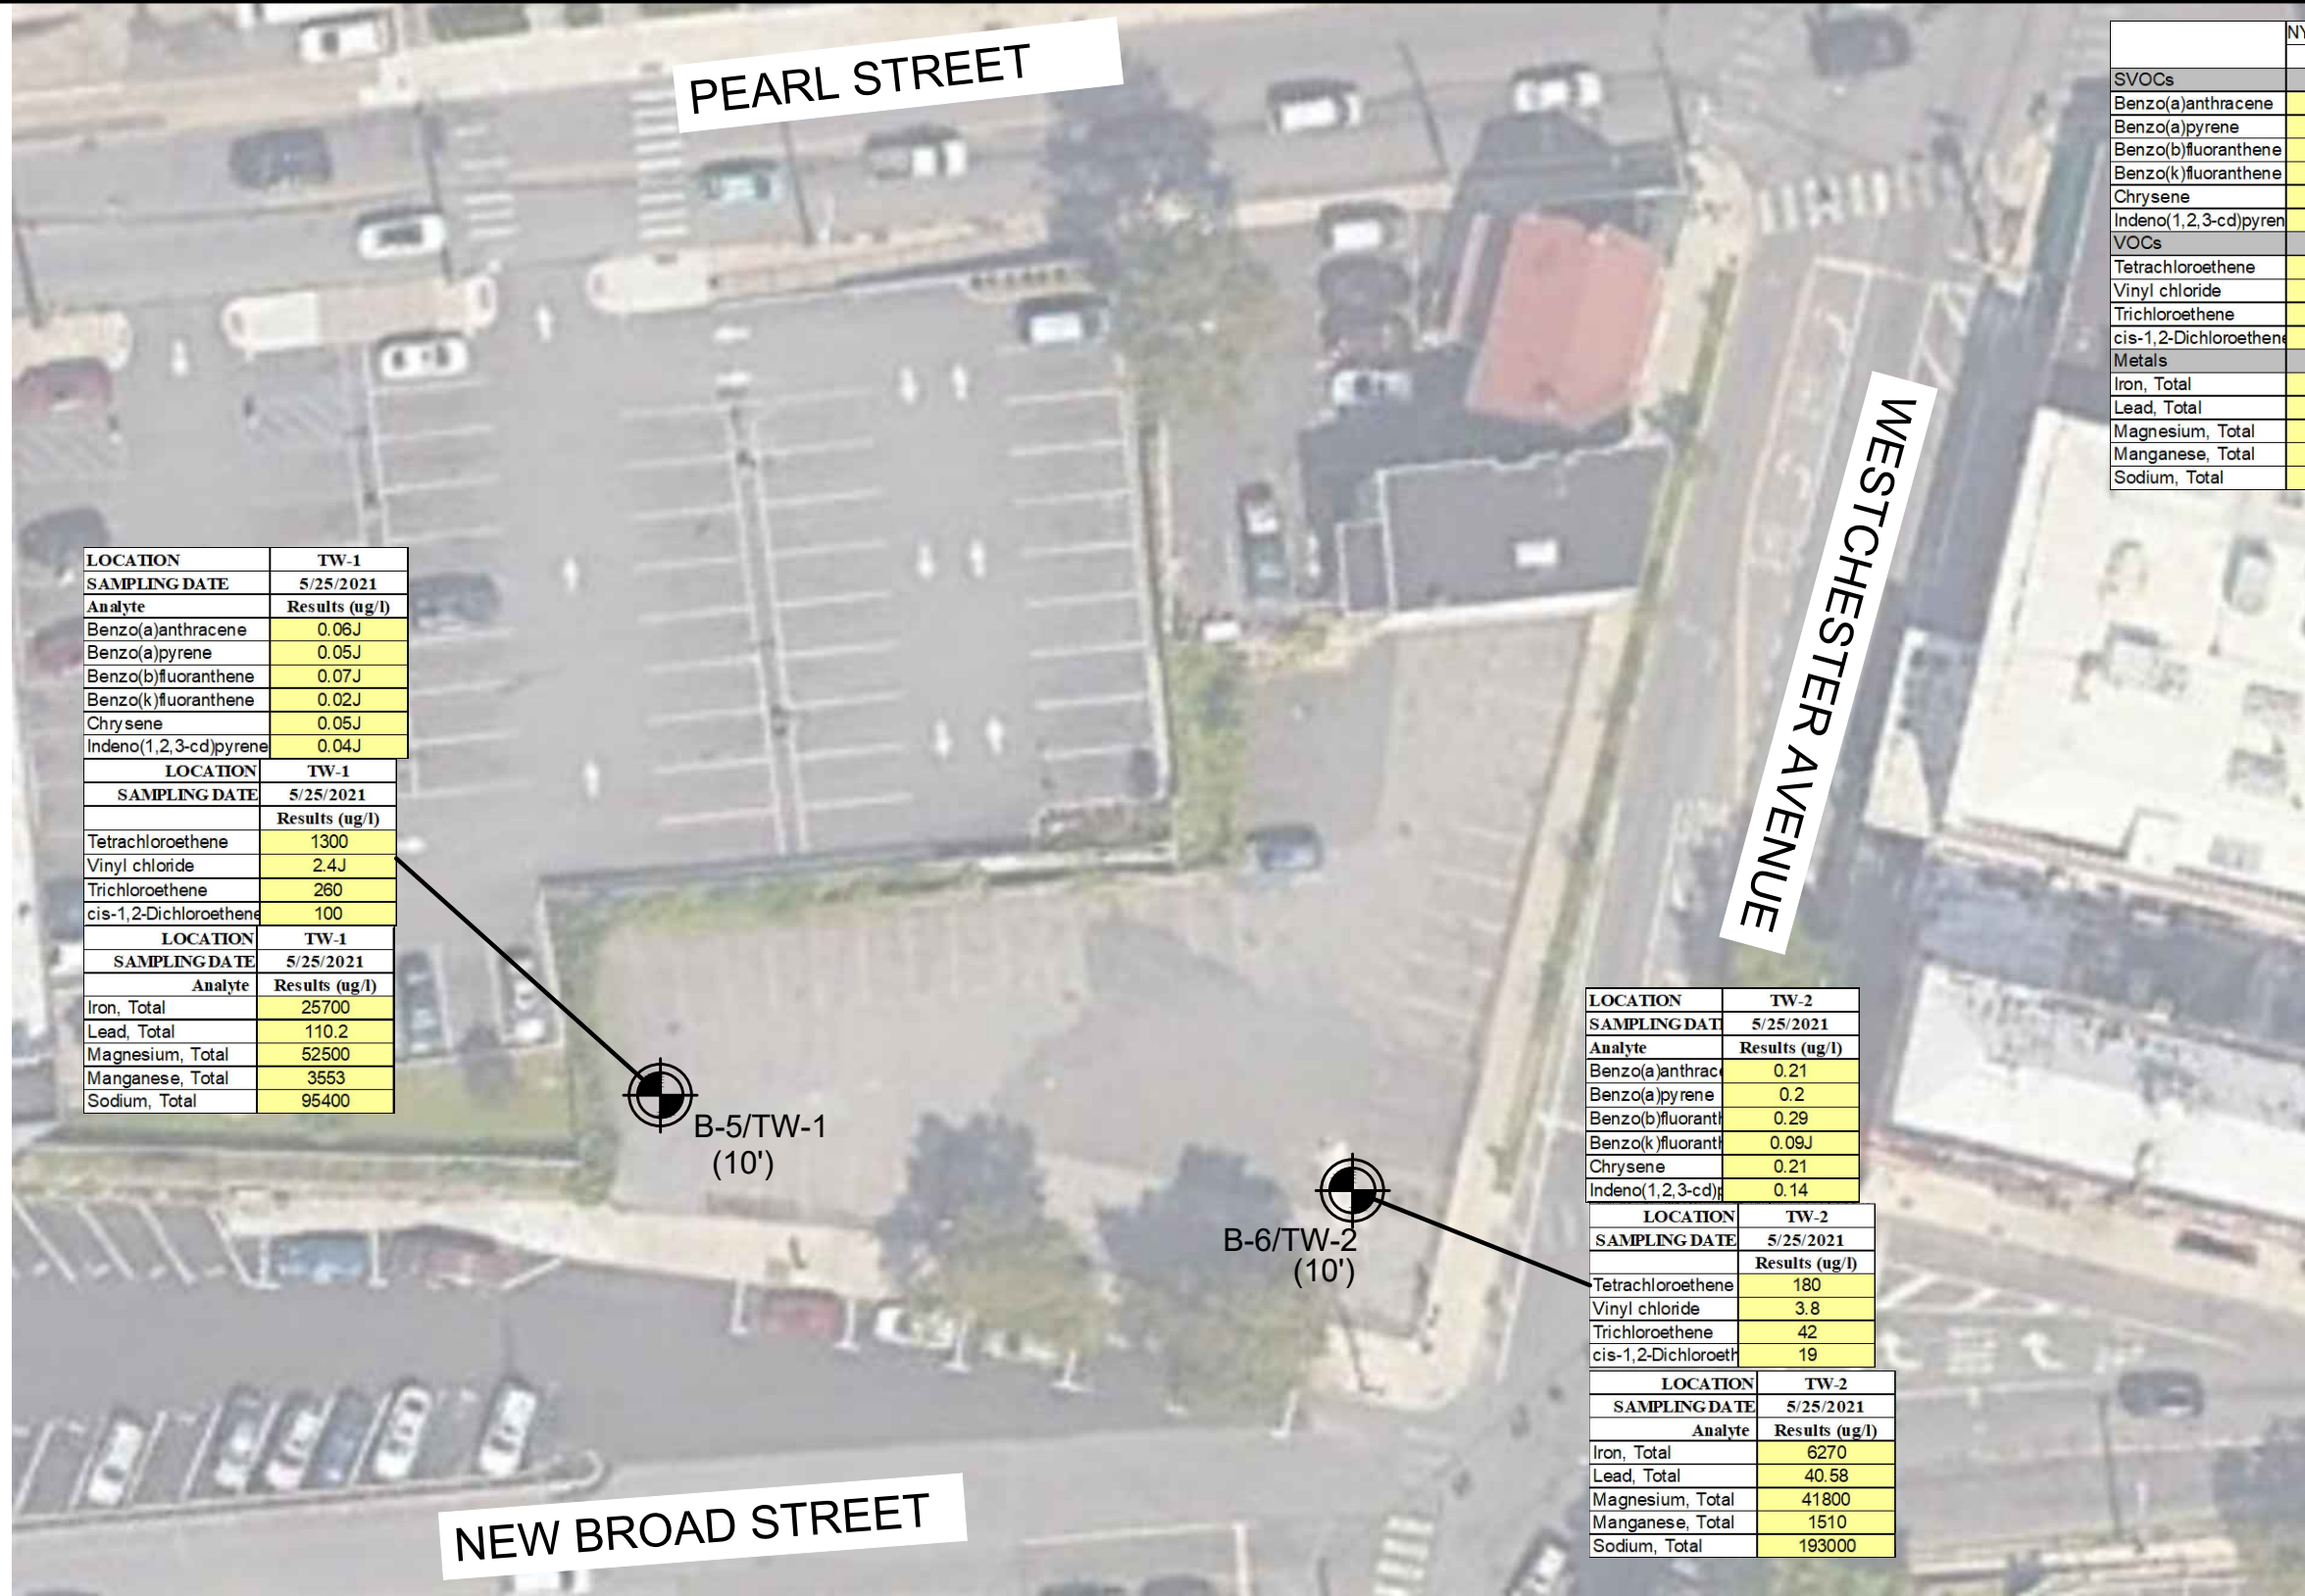 PEARL STREET
NY
SVOCs
Benzo(a)anthracene
Benzo(a)pyrene
Benzo(b)fluoranthene
Benzo(k)fluoranthene
Chrysene
Indeno(1,2,3-cd)pyren
VOCs
Tetrachloroethene
Vinyl chloride
Trichloroethene
cis-1,2-Dichloroethene
Metals
Iron, Total
Lead, Total
Magnesium, Total
Manganese, Total
Sodium, Total
WESTCHESTER AVENUE
LOCATION TW-1
SAMPLING DATE 5/25/2021
Analyte Results (ug/l)
Benzo(a)anthracene 0.06J
Benzo(a)pyrene 0.05J
Benzo(b)fluoranthene 0.07J
Benzo(k)fluoranthene 0.02J
Chrysene 0.05J
Indeno(1,2,3-cd)pyrene 0.04J
LOCATION TW-1
SAMPLING DATE 5/25/2021
Results (ug/l)
Tetrachloroethene 1300
Vinyl chloride 2.4J
Trichloroethene 260
cis-1,2-Dichloroethene 100
LOCATION TW-1
SAMPLING DATE 5/25/2021
Analyte Results (ug/l)
Iron, Total 25700
Lead, Total 110.2
Magnesium, Total 52500
Manganese, Total 3553
Sodium, Total 95400
B-5/TW-1
(10')
B-6/TW-2
(10')
LOCATION TW-2
SAMPLING DATE 5/25/2021
Analyte Results (ug/l)
Benzo(a)anthrace 0.21
Benzo(a)pyrene 0.2
Benzo(b)fluoranth 0.29
Benzo(k)fluoranth 0.09J
Chrysene 0.21
Indeno(1,2,3-cd)p 0.14
LOCATION TW-2
SAMPLING DATE 5/25/2021
Results (ug/l)
Tetrachloroethene 180
Vinyl chloride 3.8
Trichloroethene 42
cis-1,2-Dichloroeth 19
LOCATION TW-2
SAMPLING DATE 5/25/2021
Analyte Results (ug/l)
Iron, Total 6270
Lead, Total 40.58
Magnesium, Total 41800
Manganese, Total 1510
Sodium, Total 193000
NEW BROAD STREET